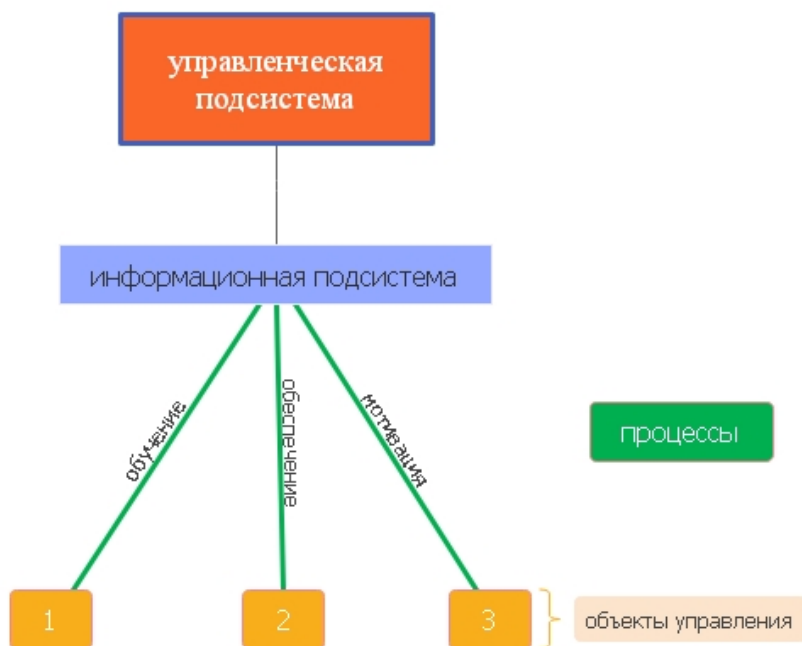 управленческая
подсистема
информационная подсистема
обучение
обеспечение
мотивация
процессы
1
2
3
объекты управления